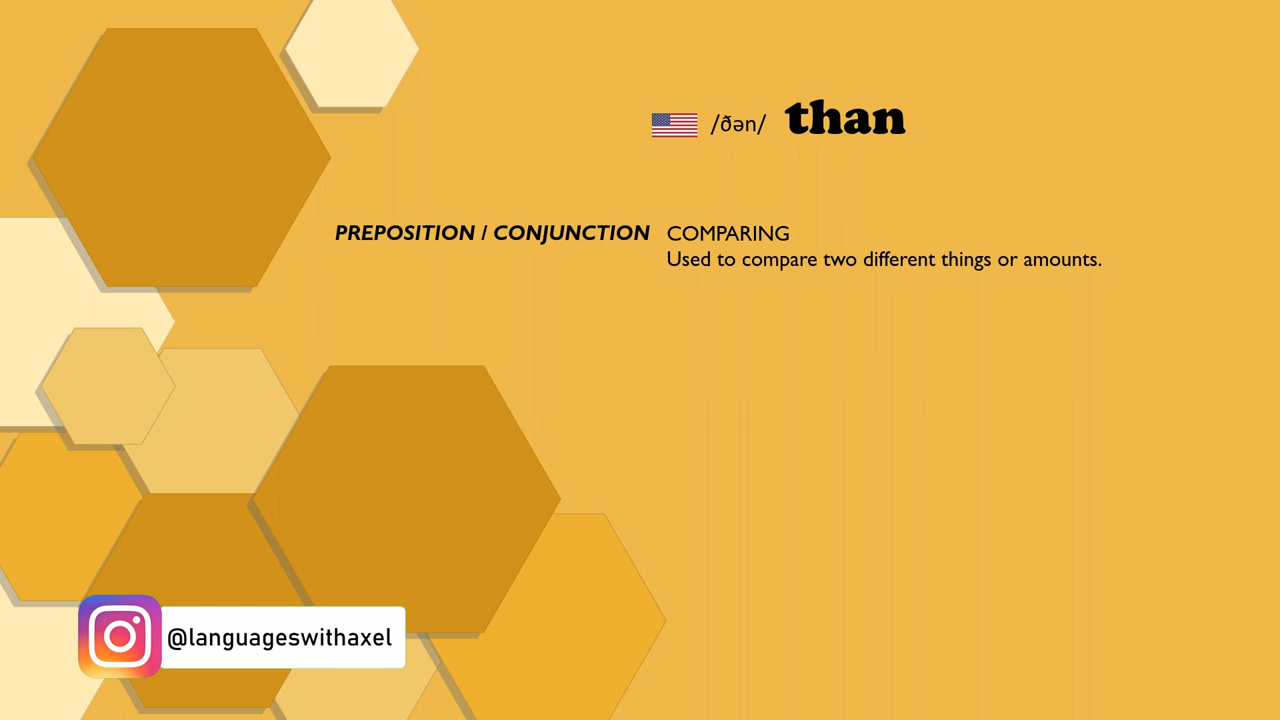 /ðən/ than
PREPOSITION / CONJUNCTION COMPARING
Used to compare two different things or amounts.
@languageswithaxel